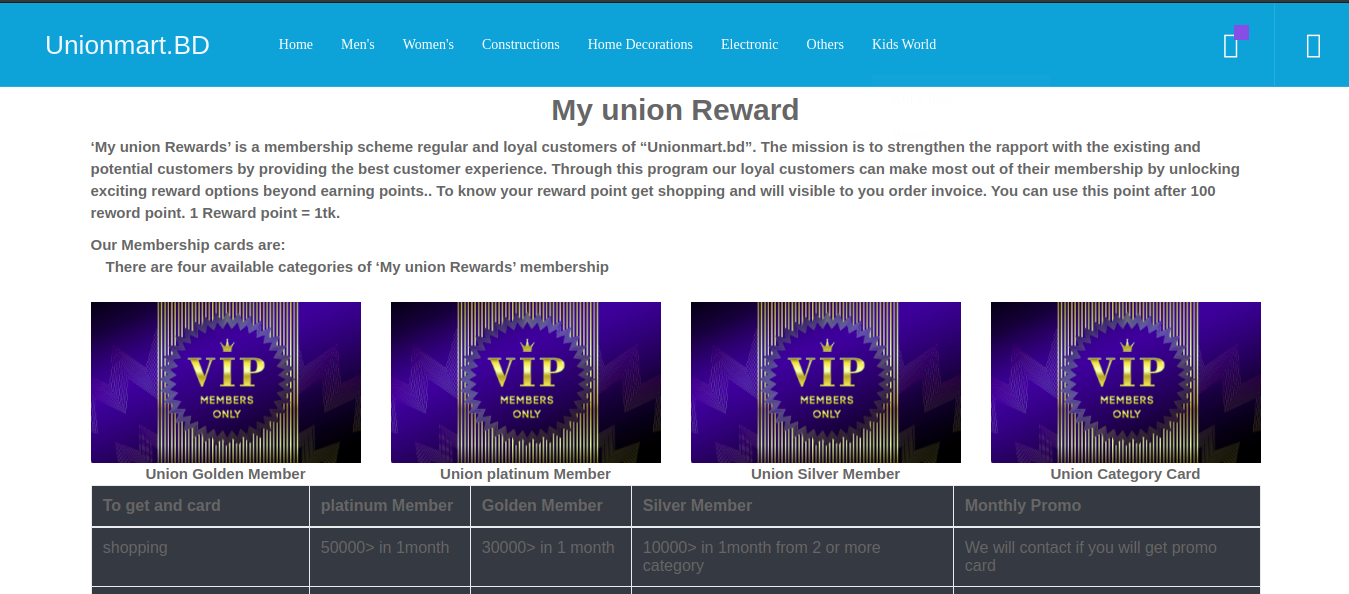 Unionmart.BD
Home Men's Women's Constructions Home Decorations Electronic Others Kids World
My union Reward
‘My union Rewards’ is a membership scheme regular and loyal customers of “Unionmart.bd”. The mission is to strengthen the rapport with the existing and
potential customers by providing the best customer experience. Through this program our loyal customers can make most out of their membership by unlocking
exciting reward options beyond earning points.. To know your reward point get shopping and will visible to you order invoice. You can use this point after 100
reword point. 1 Reward point = 1tk.
Our Membership cards are:
There are four available categories of ‘My union Rewards’ membership
VIP VIP VIP VIP
MEMBERS MEMBERS MEMBERS MEMBERS
ONLY ONLY ONLY ONLY
Union Golden Member Union platinum Member Union Silver Member Union Category Card
To get and card platinum Member Golden Member Silver Member Monthly Promo
shopping 50000> in 1month 30000> in 1 month 10000> in 1month from 2 or more We will contact if you will get promo
category card